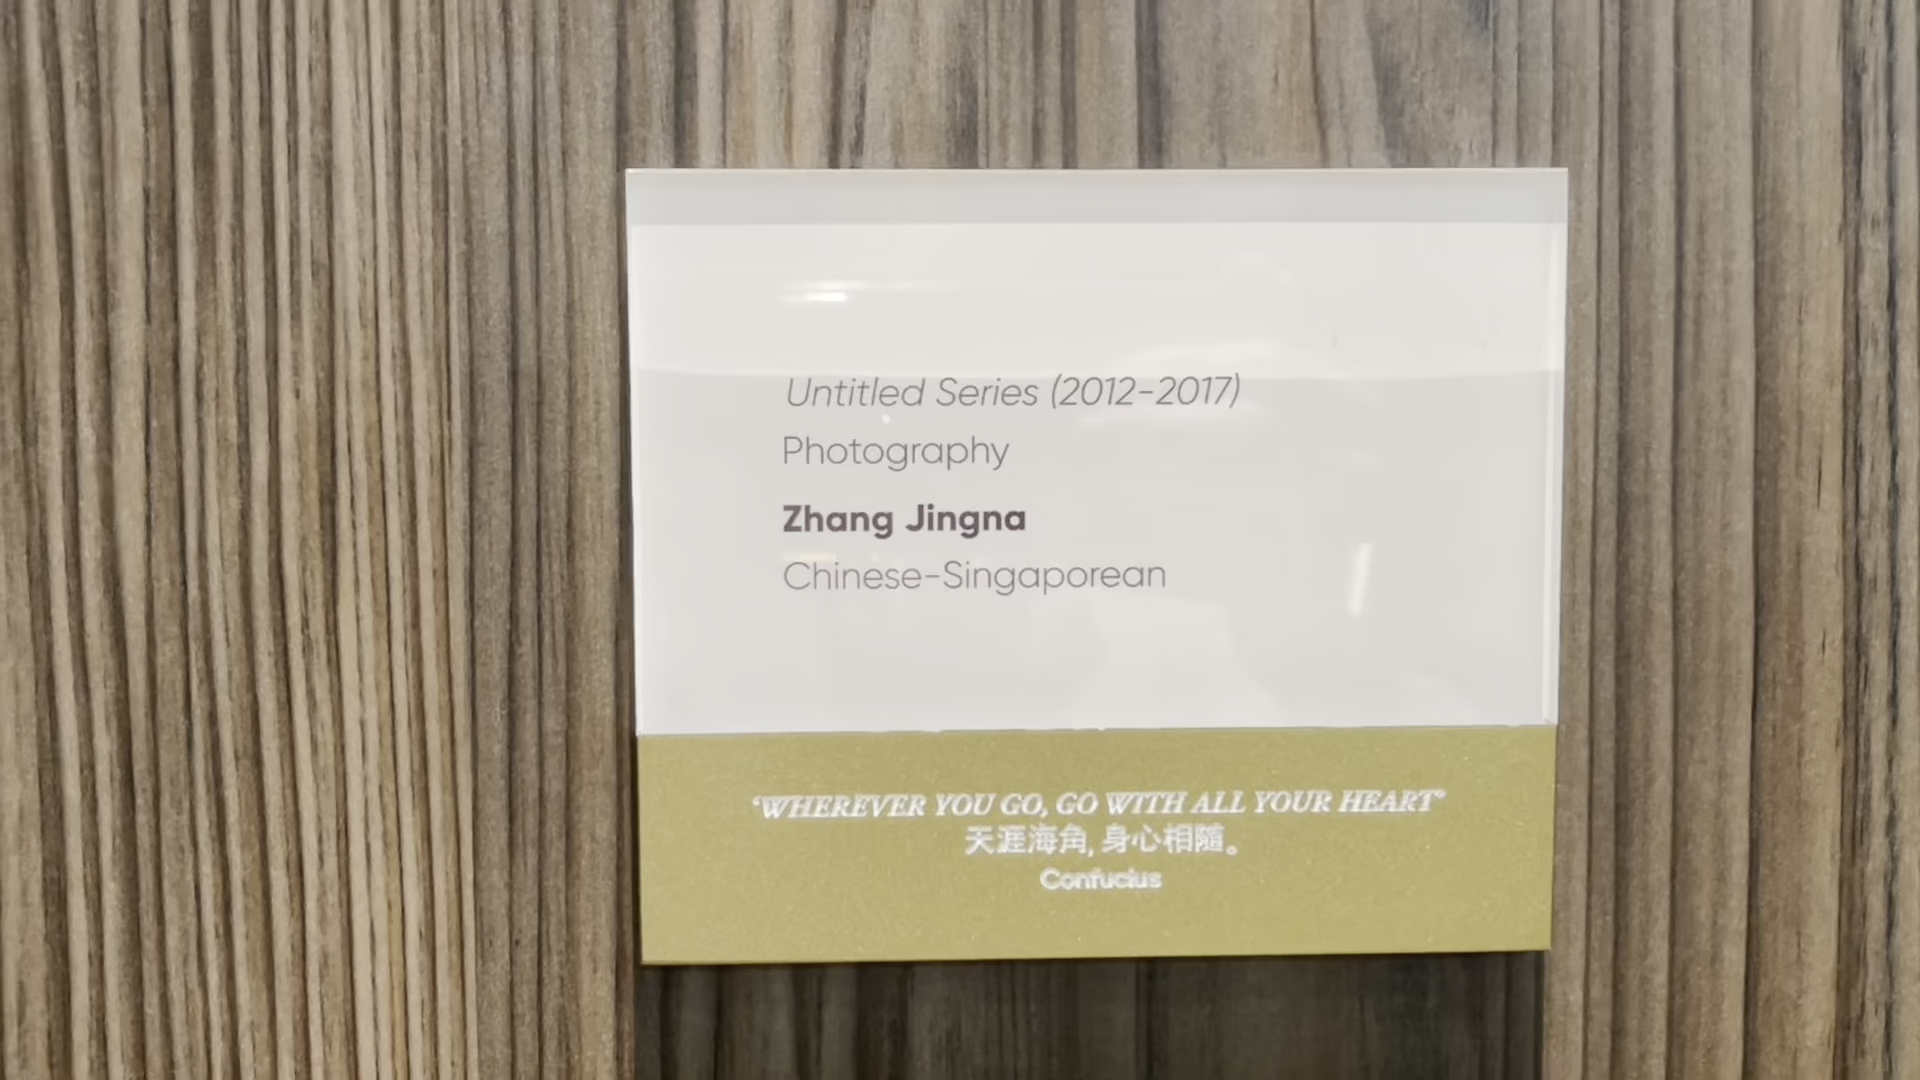 Untitled Series (2012-2017)
Photography
Zhang Jingna
Chinese-Singaporean
"WHEREVER YOU GO, GO WITH ALL YOUR HEART"
天涯海角, 身心相隨。
Confucius